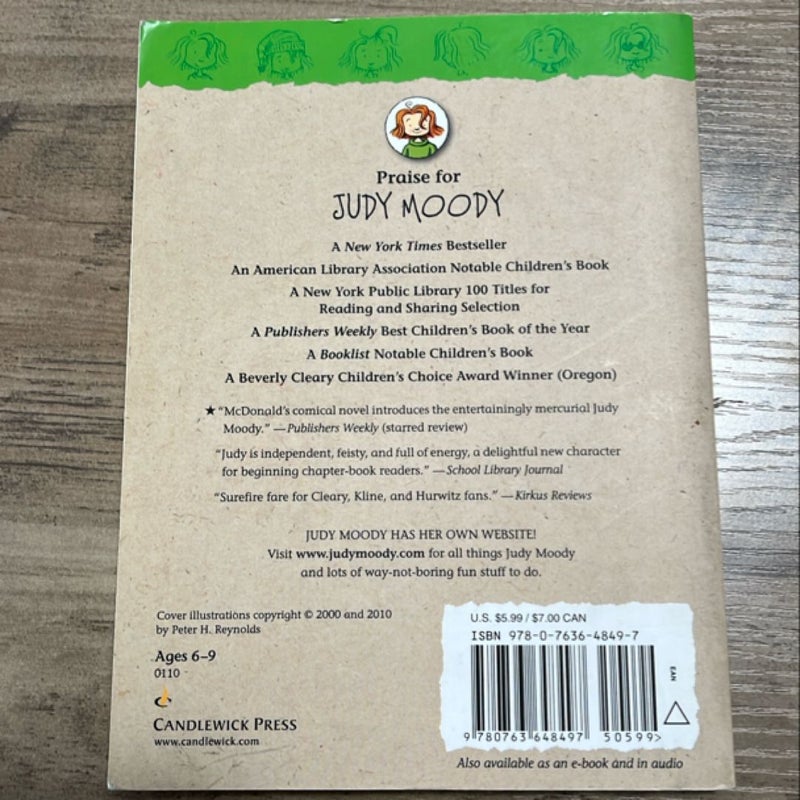 Praise for
JUDY MOODY
A New York Times Bestseller
An American Library Association Notable Children's Book
A New York Public Library 100 Titles for
Reading and Sharing Selection
A Publishers Weekly Best Children's Book of the Year
A Booklist Notable Children's Book
A Beverly Cleary Children's Choice Award Winner (Oregon)
★ “McDonald's comical novel introduces the entertainingly mercurial Judy
Moody.” —Publishers Weekly (starred review)
“Judy is independent, feisty, and full of energy, a delightful new character
for beginning chapter-book readers.” —School Library Journal
“Surefire fare for Cleary, Kline, and Hurwitz fans.” —Kirkus Reviews
JUDY MOODY HAS HER OWN WEBSITE!
Visit www.judymoody.com for all things Judy Moody
and lots of way-not-boring fun stuff to do.
Cover illustrations copyright © 2000 and 2010
by Peter H. Reynolds
Ages 6–9
0110
CANDLEWICK PRESS
www.candlewick.com
U.S. $5.99 / $7.00 CAN
ISBN 978-0-7636-4849-7
EAN
9 780763 648497 50599>
Also available as an e-book and in audio